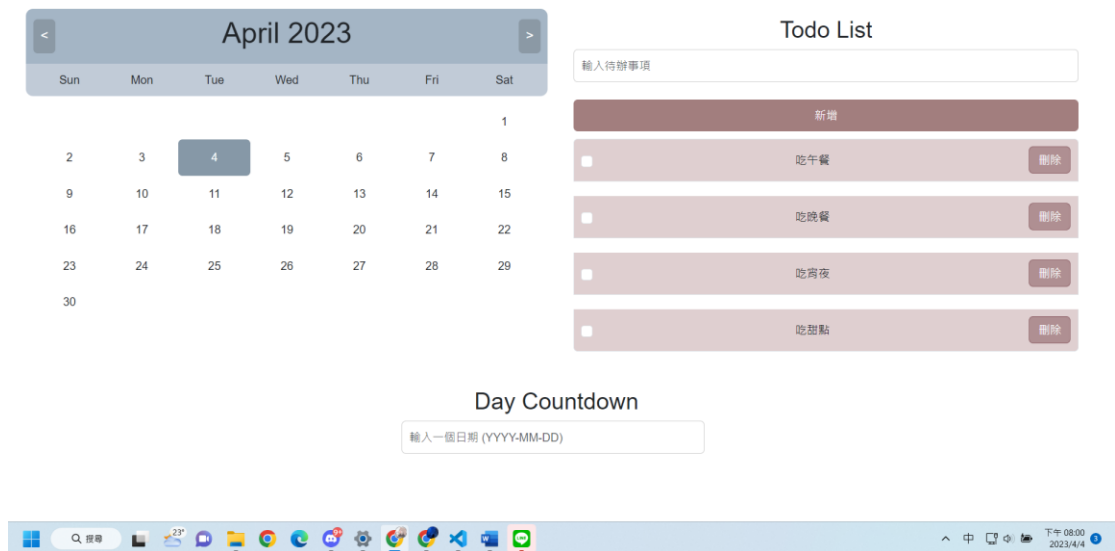 <
April 2023
>
Sun Mon Tue Wed Thu Fri Sat
1
2 3 4 5 6 7 8
9 10 11 12 13 14 15
16 17 18 19 20 21 22
23 24 25 26 27 28 29
30
Todo List
輸入待辦事項
新增
吃午餐 刪除
吃晚餐 刪除
吃宵夜 刪除
吃甜點 刪除
Day Countdown
輸入一個日期 (YYYY-MM-DD)
搜尋
23°
中
下午 08:00
2023/4/4
3